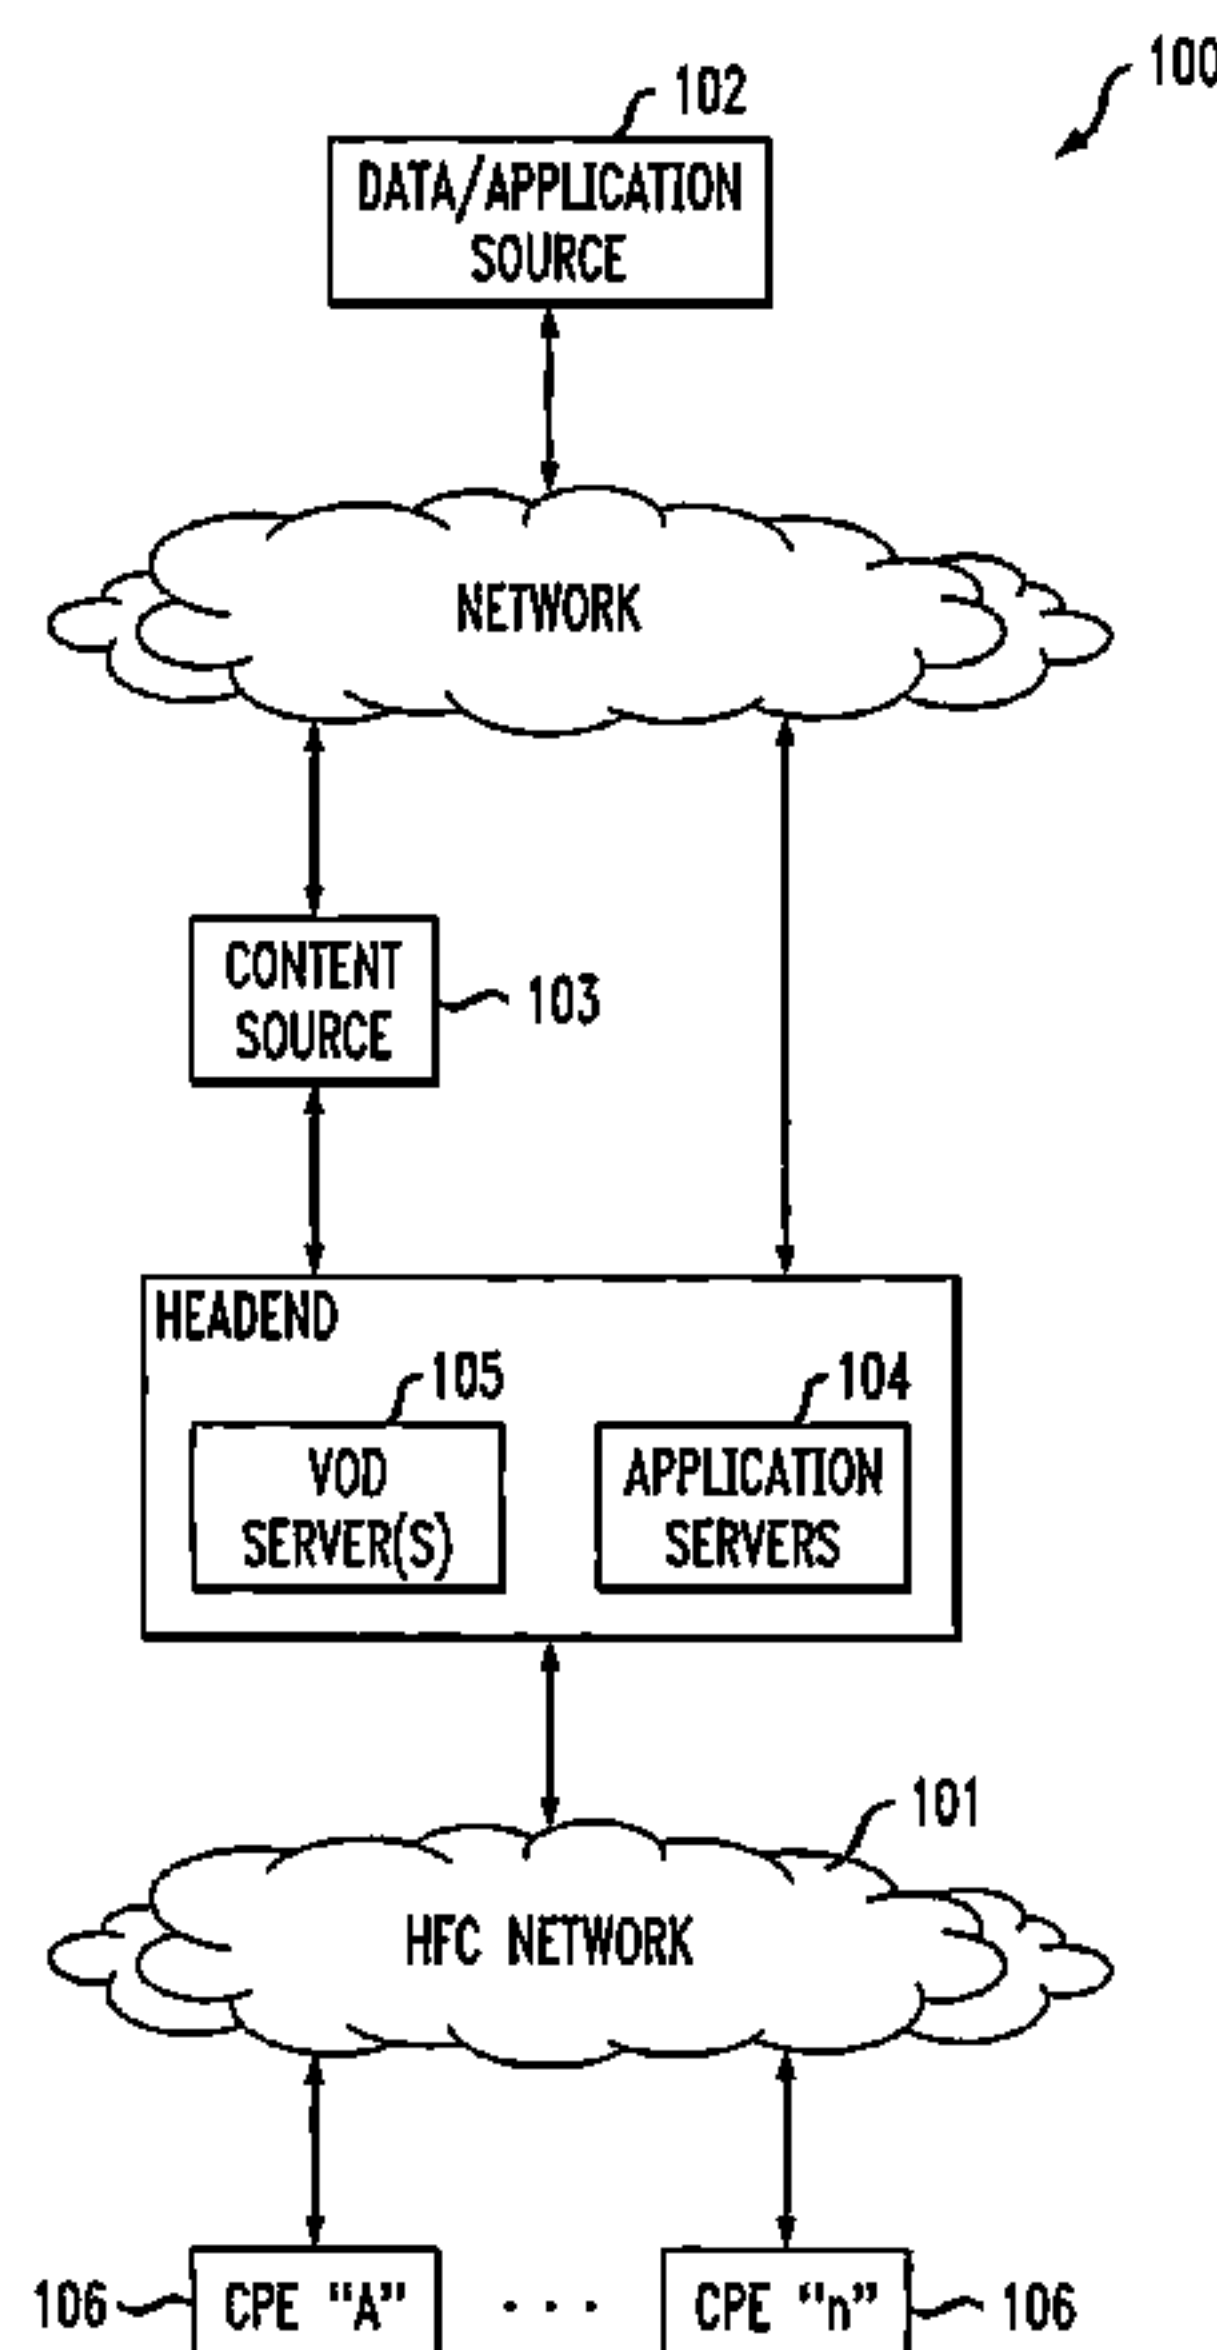 100
102
DATA/APPLICATION
SOURCE
NETWORK
CONTENT
SOURCE
103
HEADEND
105
104
VOD
SERVER(S)
APPLICATION
SERVERS
101
HFC NETWORK
106
CPE "A"
. . .
CPE "n"
106